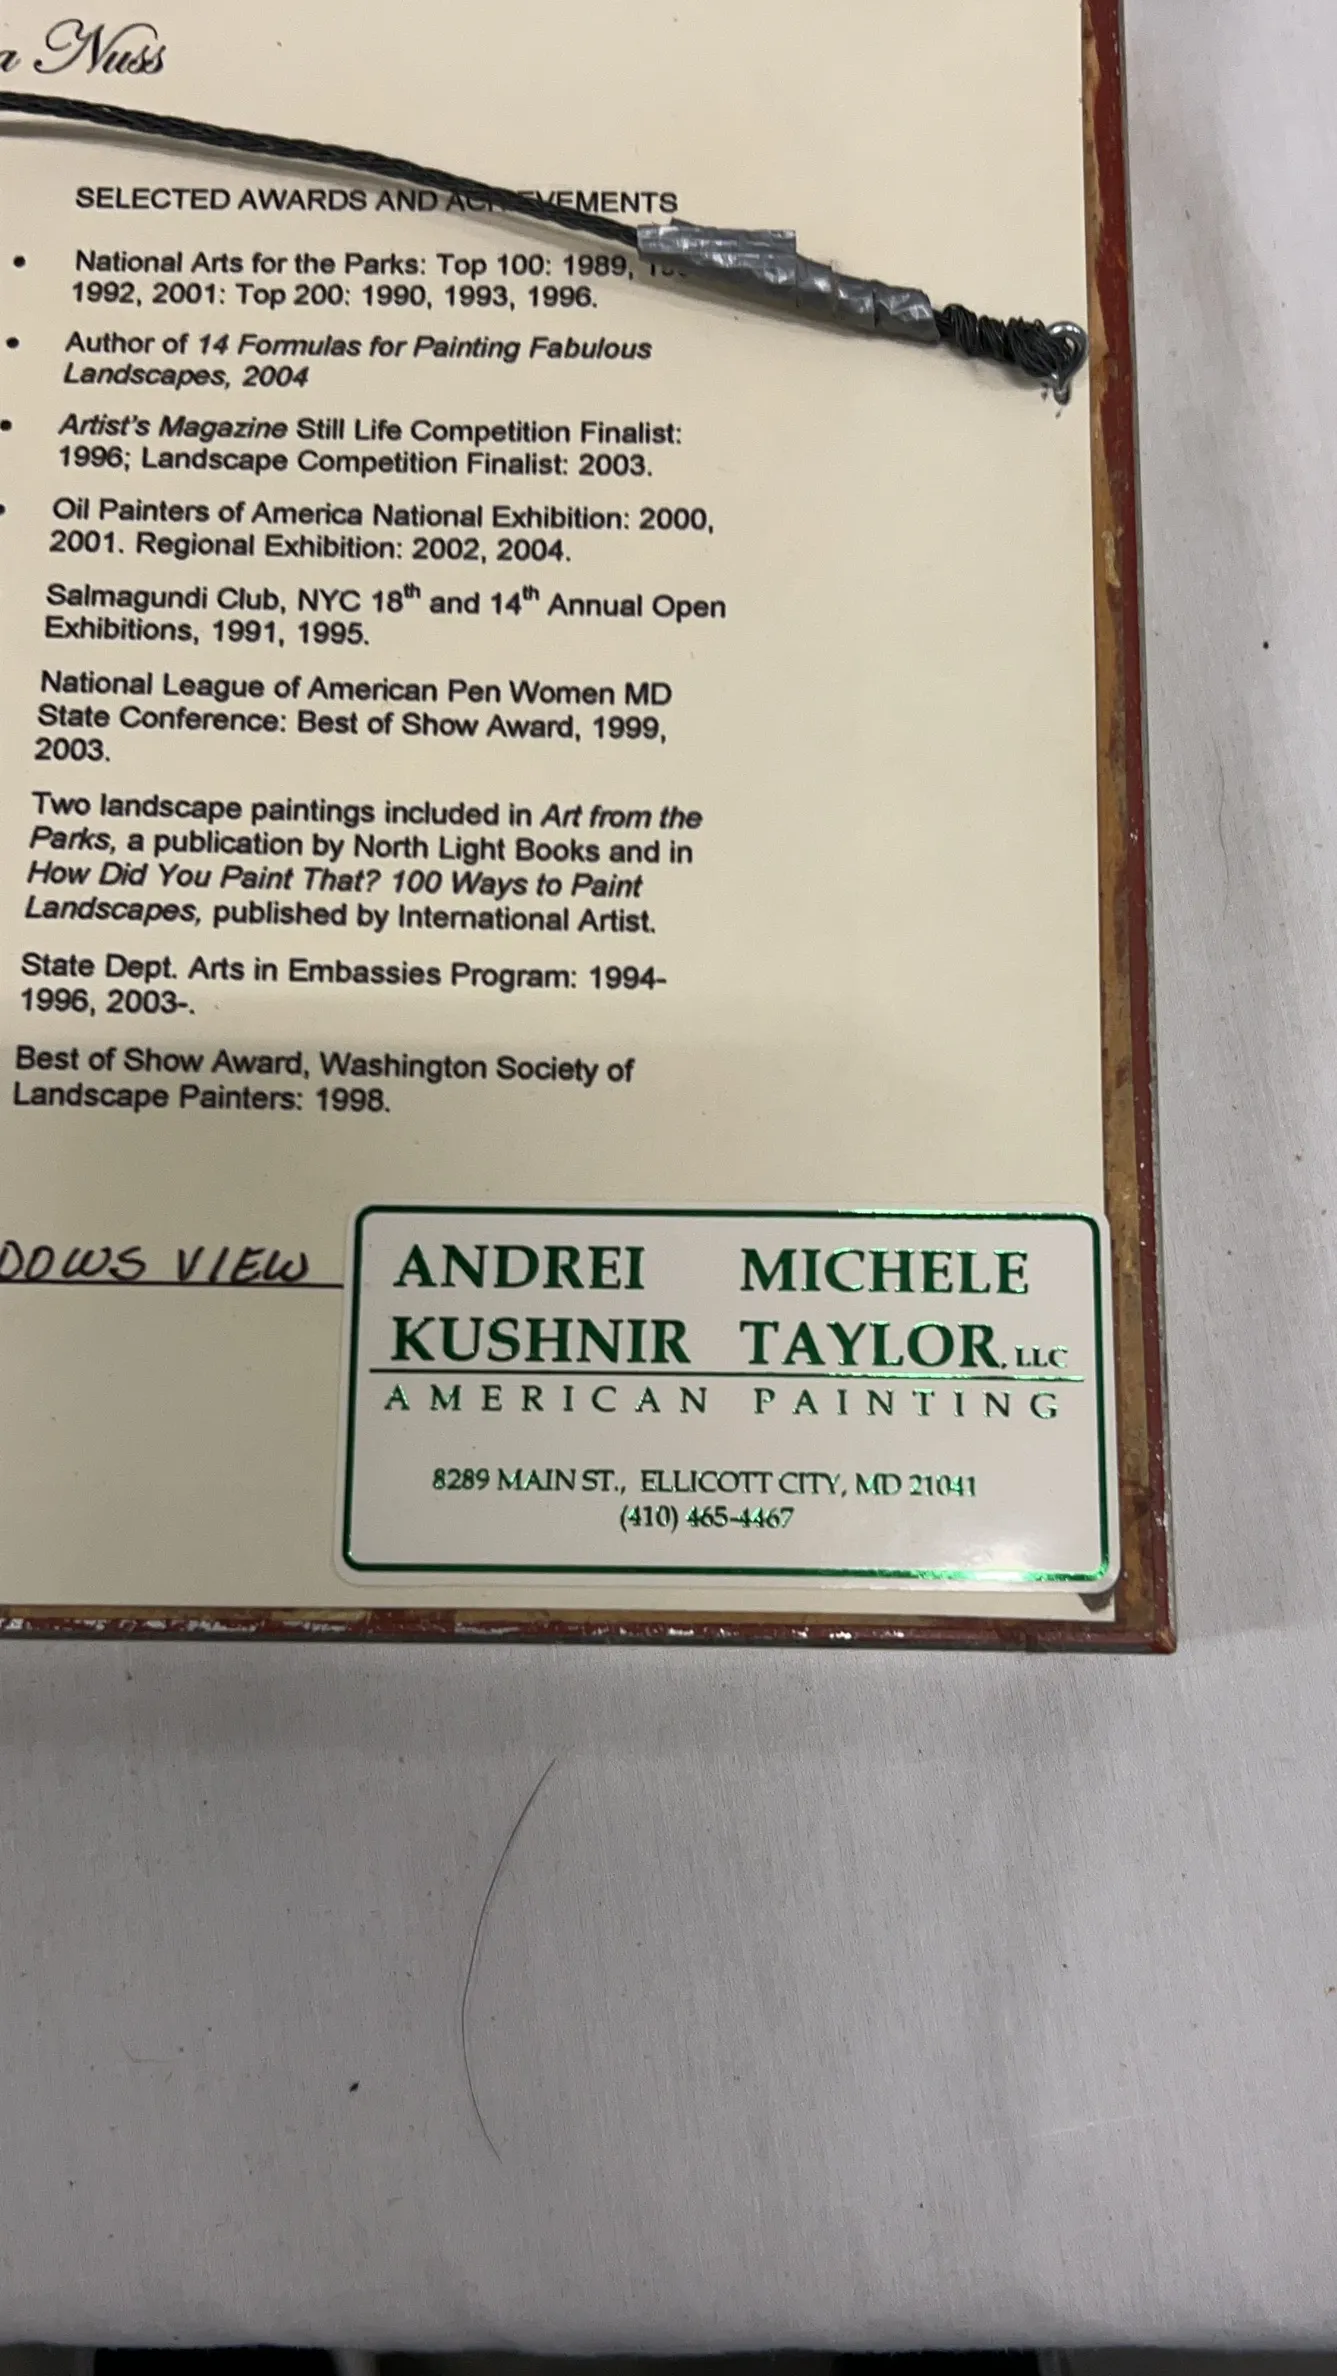 Nuss
SELECTED AWARDS AND ACHIEVEMENTS
• National Arts for the Parks: Top 100: 1989,
1992, 2001: Top 200: 1990, 1993, 1996.
• Author of 14 Formulas for Painting Fabulous
Landscapes, 2004
• Artist's Magazine Still Life Competition Finalist:
1996; Landscape Competition Finalist: 2003.
• Oil Painters of America National Exhibition: 2000,
2001. Regional Exhibition: 2002, 2004.
Salmagundi Club, NYC 18th and 14th Annual Open
Exhibitions, 1991, 1995.
National League of American Pen Women MD
State Conference: Best of Show Award, 1999,
2003.
Two landscape paintings included in Art from the
Parks, a publication by North Light Books and in
How Did You Paint That? 100 Ways to Paint
Landscapes, published by International Artist.
State Dept. Arts in Embassies Program: 1994-
1996, 2003-.
Best of Show Award, Washington Society of
Landscape Painters: 1998.
DOWS VIEW
ANDREI MICHELE
KUSHNIR TAYLOR, LLC
AMERICAN PAINTING
8289 MAIN ST., ELLICOTT CITY, MD 21041
(410) 465-4467